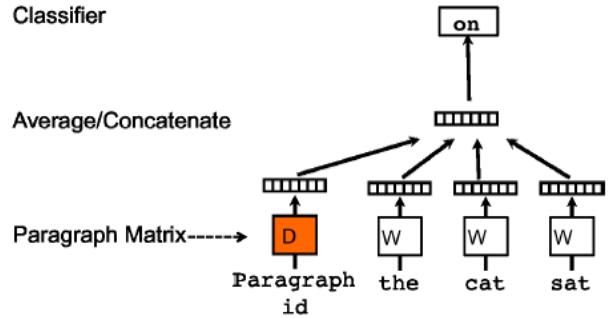 Classifier
on
Average/Concatenate
Paragraph Matrix
D
W
W
W
Paragraph
id
the
cat
sat